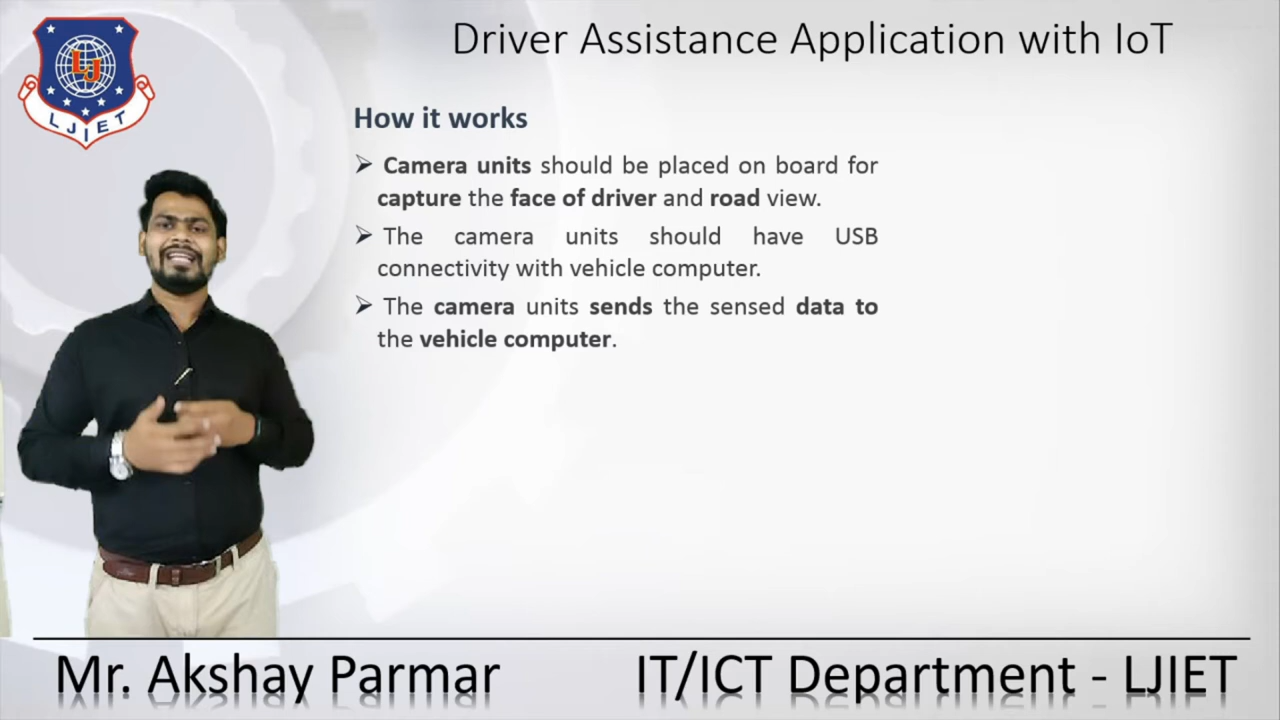 Driver Assistance Application with IoT
LJIET
How it works
➢ Camera units should be placed on board for
capture the face of driver and road view.
➢ The camera units should have USB
connectivity with vehicle computer.
➢ The camera units sends the sensed data to
the vehicle computer.
Mr. Akshay Parmar
IT/ICT Department - LJIET